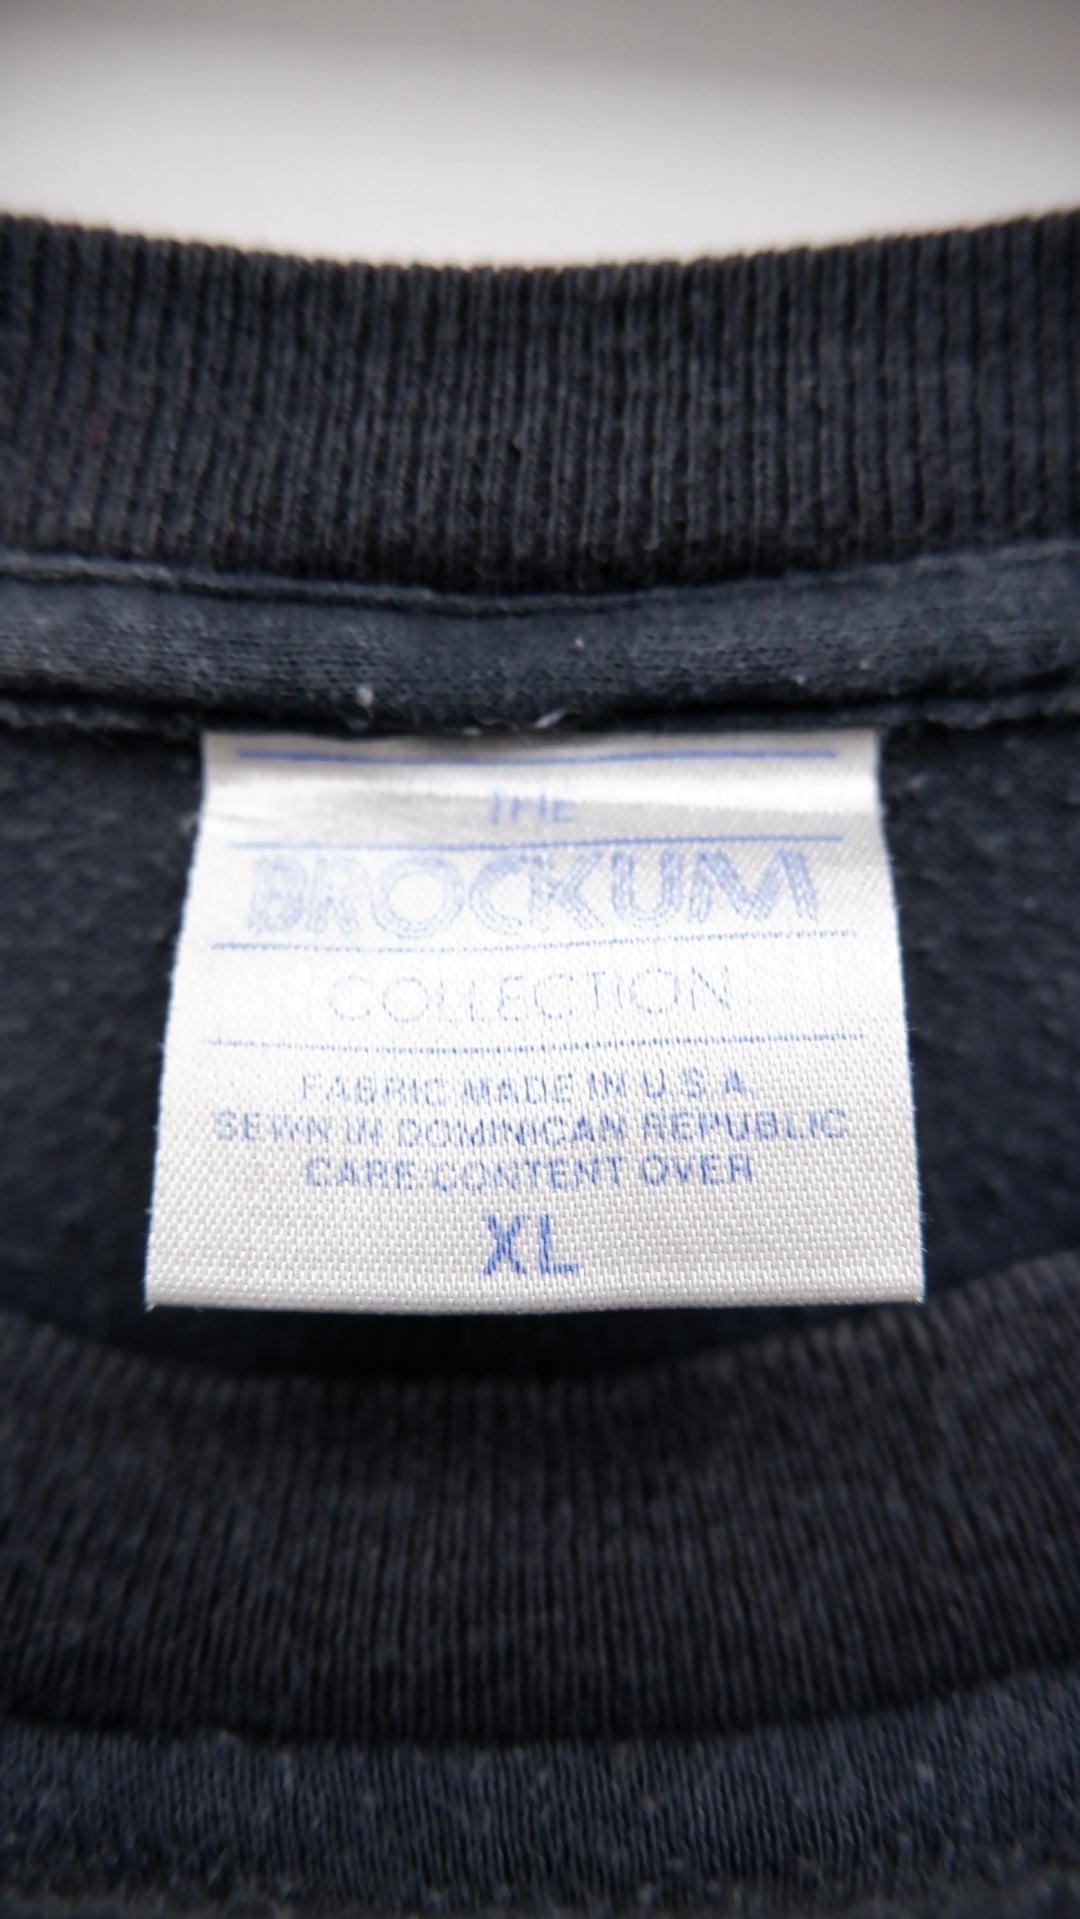 THE
BROCKUM
COLLECTION
FABRIC MADE IN U.S.A.
SEWN IN DOMINICAN REPUBLIC
CARE/CONTENT OVER
XL